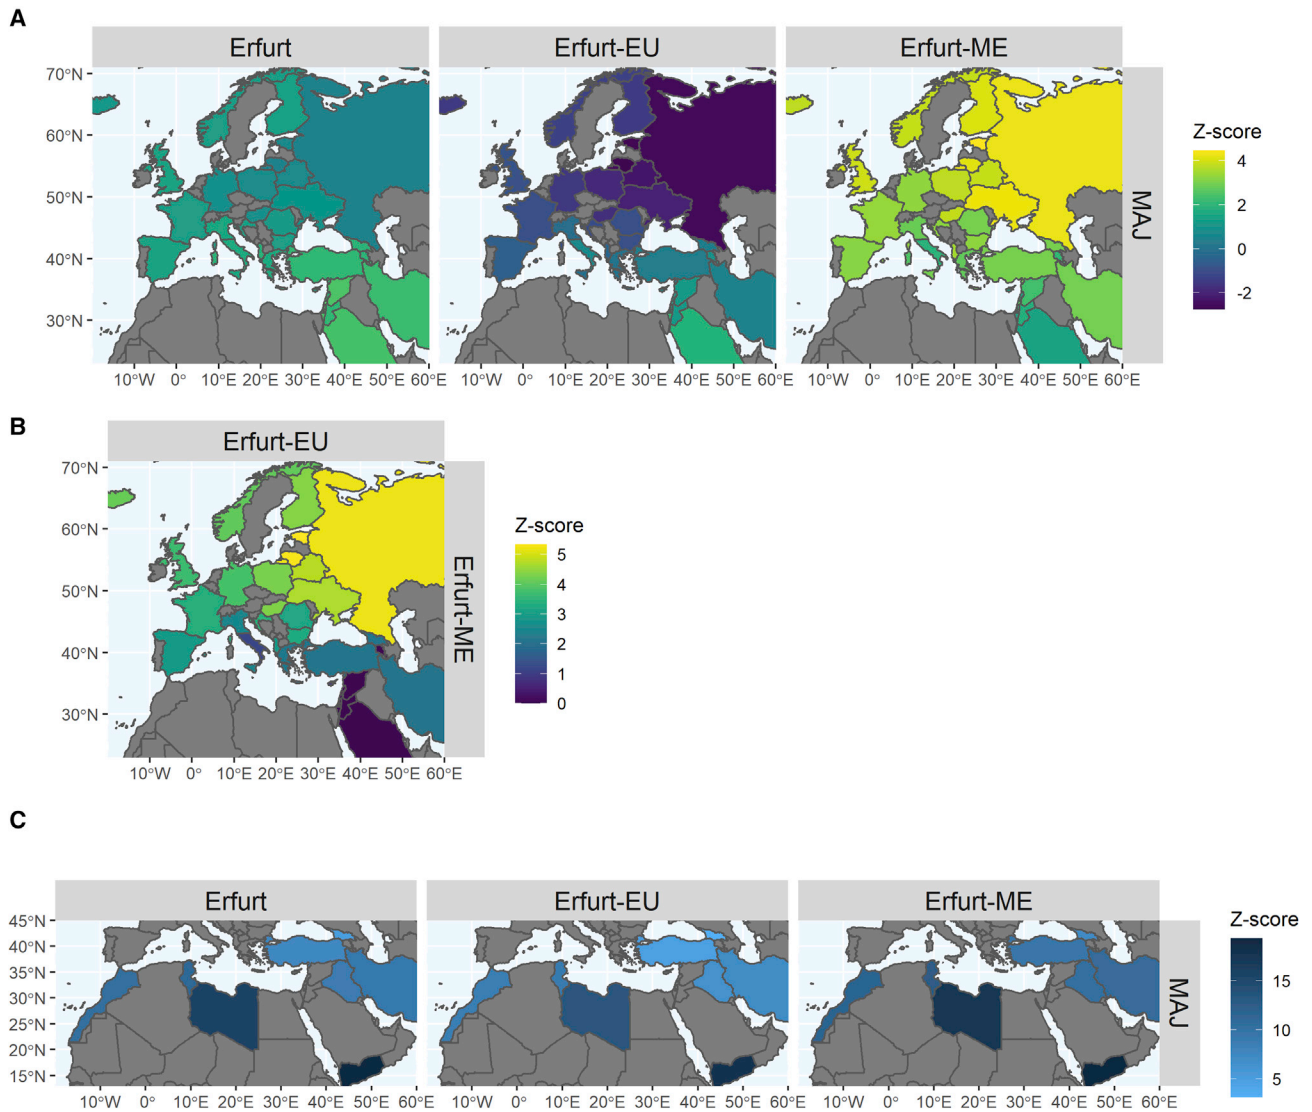 A
Erfurt Erfurt-EU Erfurt-ME
70°N
60°N
50°N
40°N
30°N
10°W 0° 10°E 20°E 30°E 40°E 50°E 60°E 10°W 0° 10°E 20°E 30°E 40°E 50°E 60°E 10°W 0° 10°E 20°E 30°E 40°E 50°E 60°E
MAJ
Z-score
4
2
0
-2
B
Erfurt-EU
70°N
60°N
50°N
40°N
30°N
10°W 0° 10°E 20°E 30°E 40°E 50°E 60°E
Erfurt-ME
Z-score
5
4
3
2
1
0
C
Erfurt Erfurt-EU Erfurt-ME
45°N
40°N
35°N
30°N
25°N
20°N
15°N
10°W 0° 10°E 20°E 30°E 40°E 50°E 60°E 10°W 0° 10°E 20°E 30°E 40°E 50°E 60°E 10°W 0° 10°E 20°E 30°E 40°E 50°E 60°E
MAJ
Z-score
15
10
5